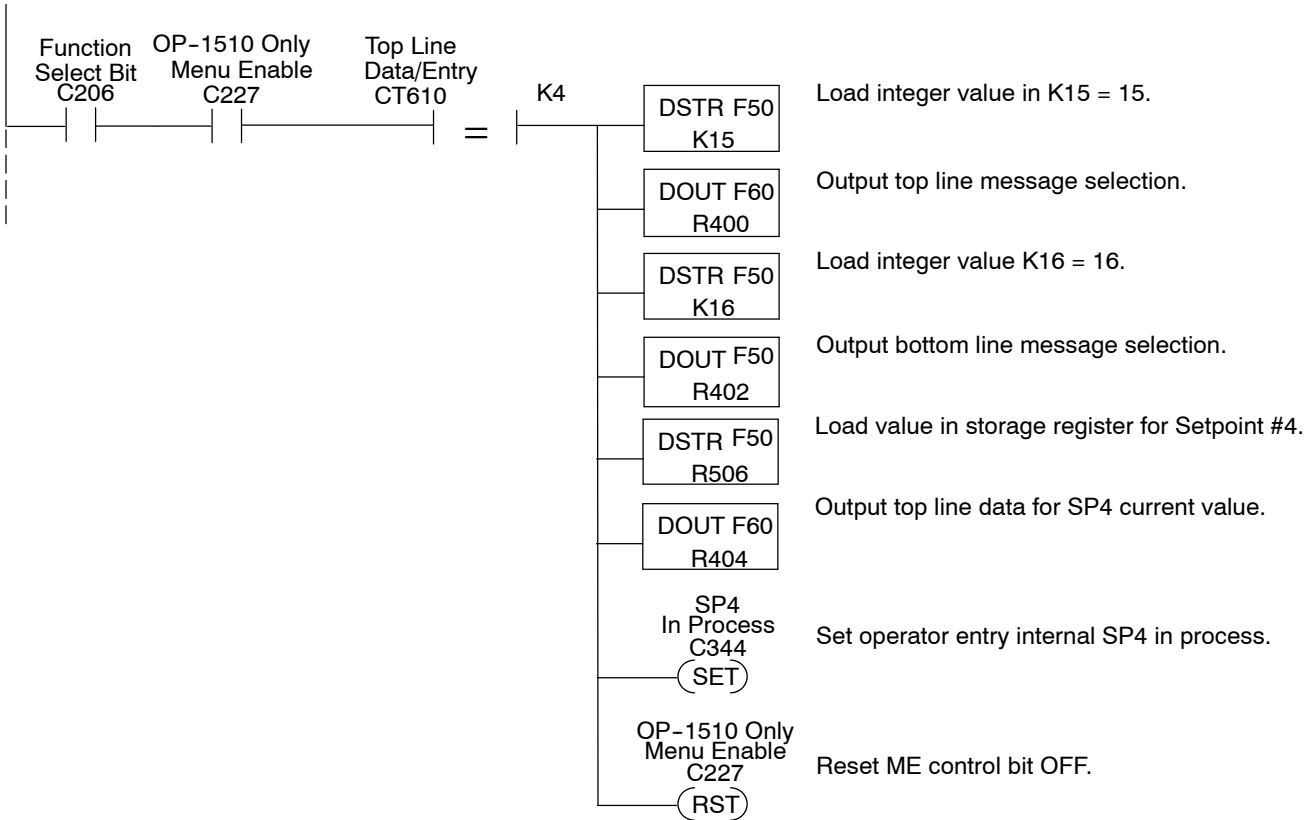 Function
Select Bit
C206
OP-1510 Only
Menu Enable
C227
Top Line
Data/Entry
CT610
=
K4
DSTR F50
K15
Load integer value in K15 = 15.
DOUT F60
R400
Output top line message selection.
DSTR F50
K16
Load integer value K16 = 16.
DOUT F50
R402
Output bottom line message selection.
DSTR F50
R506
Load value in storage register for Setpoint #4.
DOUT F60
R404
Output top line data for SP4 current value.
SP4
In Process
C344
SET
Set operator entry internal SP4 in process.
OP-1510 Only
Menu Enable
C227
RST
Reset ME control bit OFF.